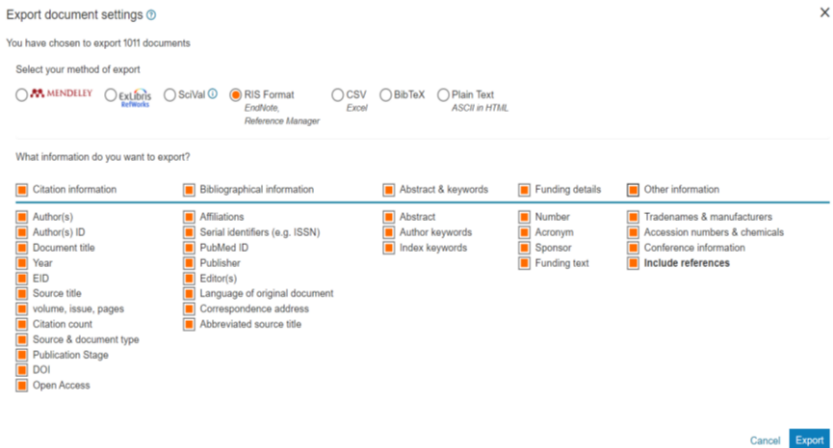 Export document settings ?
You have chosen to export 1011 documents
Select your method of export
MENDELEY ExLibris RefWorks SciVal RIS Format CSV BibTeX Plain Text
EndNote, Reference Manager Excel ASCII in HTML
What information do you want to export?
Citation information Bibliographical information Abstract & keywords Funding details Other information
Author(s) Affiliations Abstract Number Tradenames & manufacturers
Author(s) ID Serial identifiers (e.g. ISSN) Author keywords Acronym Accession numbers & chemicals
Document title PubMed ID Index keywords Sponsor Conference information
Year Publisher Funding text Include references
EID Editor(s)
Source title Language of original document
volume, issue, pages Correspondence address
Citation count Abbreviated source title
Source & document type
Publication Stage
DOI
Open Access
Cancel Export